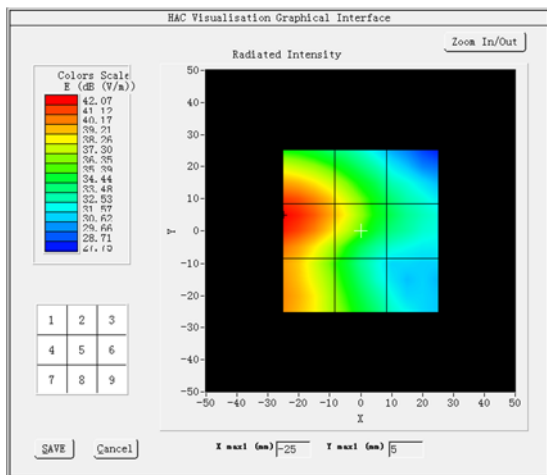 HAC Visualisation Graphical Interface
Zoom In/Out
Radiated Intensity
Colors Scale
E (dB (V/m))
42.07
41.12
40.17
39.21
38.26
37.30
36.35
35.39
34.44
33.48
32.53
31.57
30.62
29.66
28.71
27.75
50
40
30
20
10
0
-10
-20
-30
-40
-50
Y
-50 -40 -30 -20 -10 0 10 20 30 40 50
X
1 2 3
4 5 6
7 8 9
SAVE
Cancel
X max1 (mm) -25
Y max1 (mm) 5